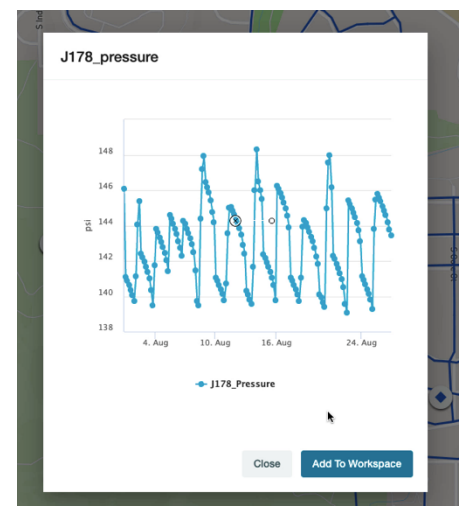 S Ind
J178_pressure
148
146
144
142
140
138
psi
4. Aug
10. Aug
16. Aug
24. Aug
J178_Pressure
Close
Add To Workspace